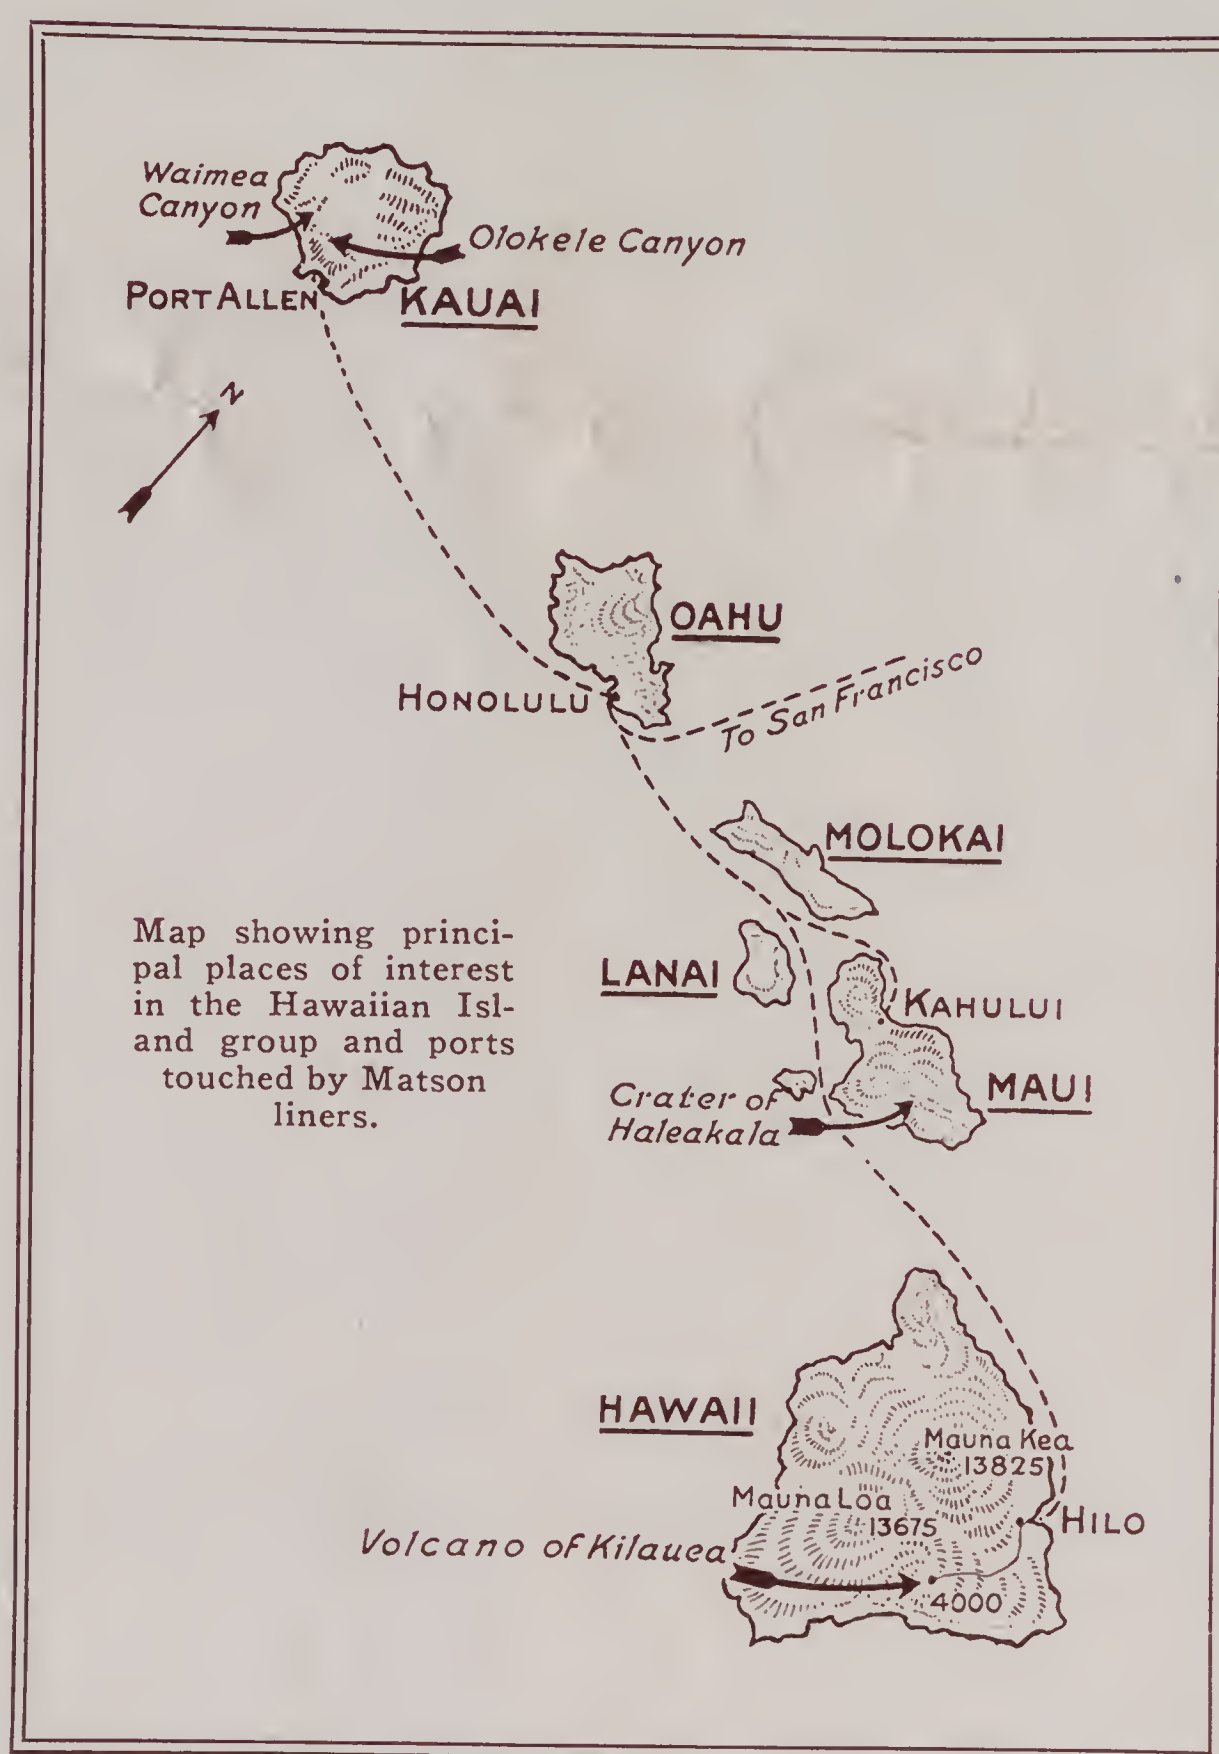 Waimea
Canyon
Olokele Canyon
PORT ALLEN
KAUAI
N
OAHU
HONOLULU
To San Francisco
MOLOKAI
Map showing princi-
pal places of interest
in the Hawaiian Isl-
and group and ports
touched by Matson
liners.
LANAI
KAHULUI
Crater of
Haleakala
MAUI
HAWAII
Mauna Kea
13825
Mauna Loa
13675
HILO
Volcano of Kilauea
4000